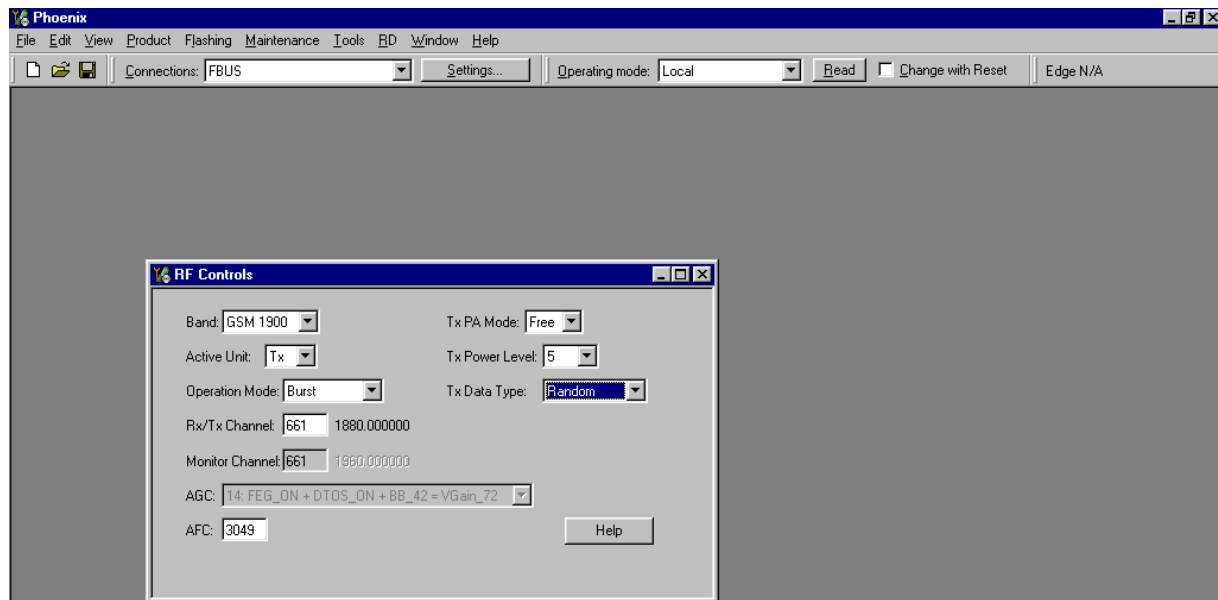 Phoenix
File Edit View Product Flashing Maintenance Tools RD Window Help
Connections: FBUS Settings... Operating mode: Local Read Change with Reset Edge N/A
RF Controls
Band: GSM 1900 Tx PA Mode: Free
Active Unit: Tx Tx Power Level: 5
Operation Mode: Burst Tx Data Type: Random
Rx/Tx Channel: 661 1880.000000
Monitor Channel: 661 1960.000000
AGC: 14: FEG_ON + DTOS_ON + BB_42 = VGain_72
AFC: 3049 Help